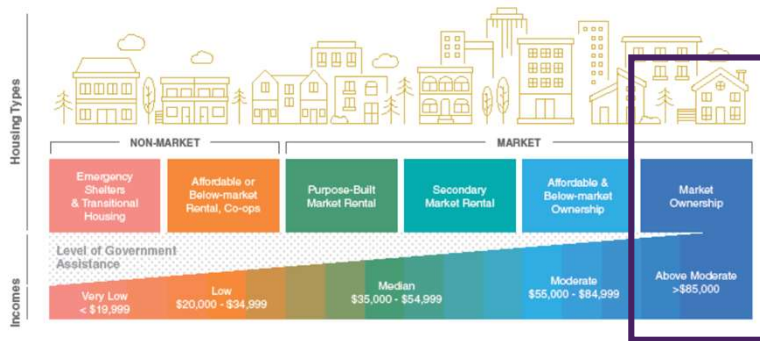 Housing Types
NON-MARKET
MARKET
Emergency
Shelters
& Transitional
Housing
Affordable or
Below-market
Rental, Co-ops
Purpose-Built
Market Rental
Secondary
Market Rental
Affordable &
Below-market
Ownership
Market
Ownership
Incomes
Level of Government
Assistance
Very Low
< $19,999
Low
$20,000 - $34,999
Median
$35,000 - $54,999
Moderate
$55,000 - $84,999
Above Moderate
>$85,000